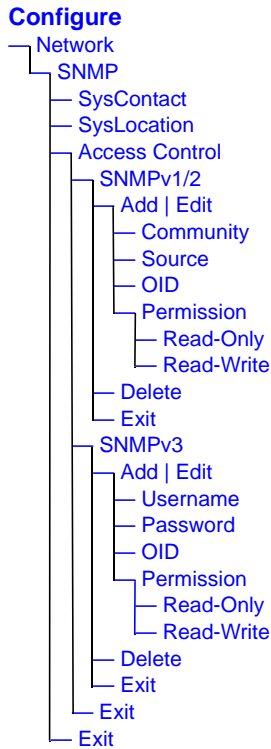 Configure
Network
SNMP
SysContact
SysLocation
Access Control
SNMPv1/2
Add | Edit
Community
Source
OID
Permission
Read-Only
Read-Write
Delete
Exit
SNMPv3
Add | Edit
Username
Password
OID
Permission
Read-Only
Read-Write
Delete
Exit
Exit
Exit